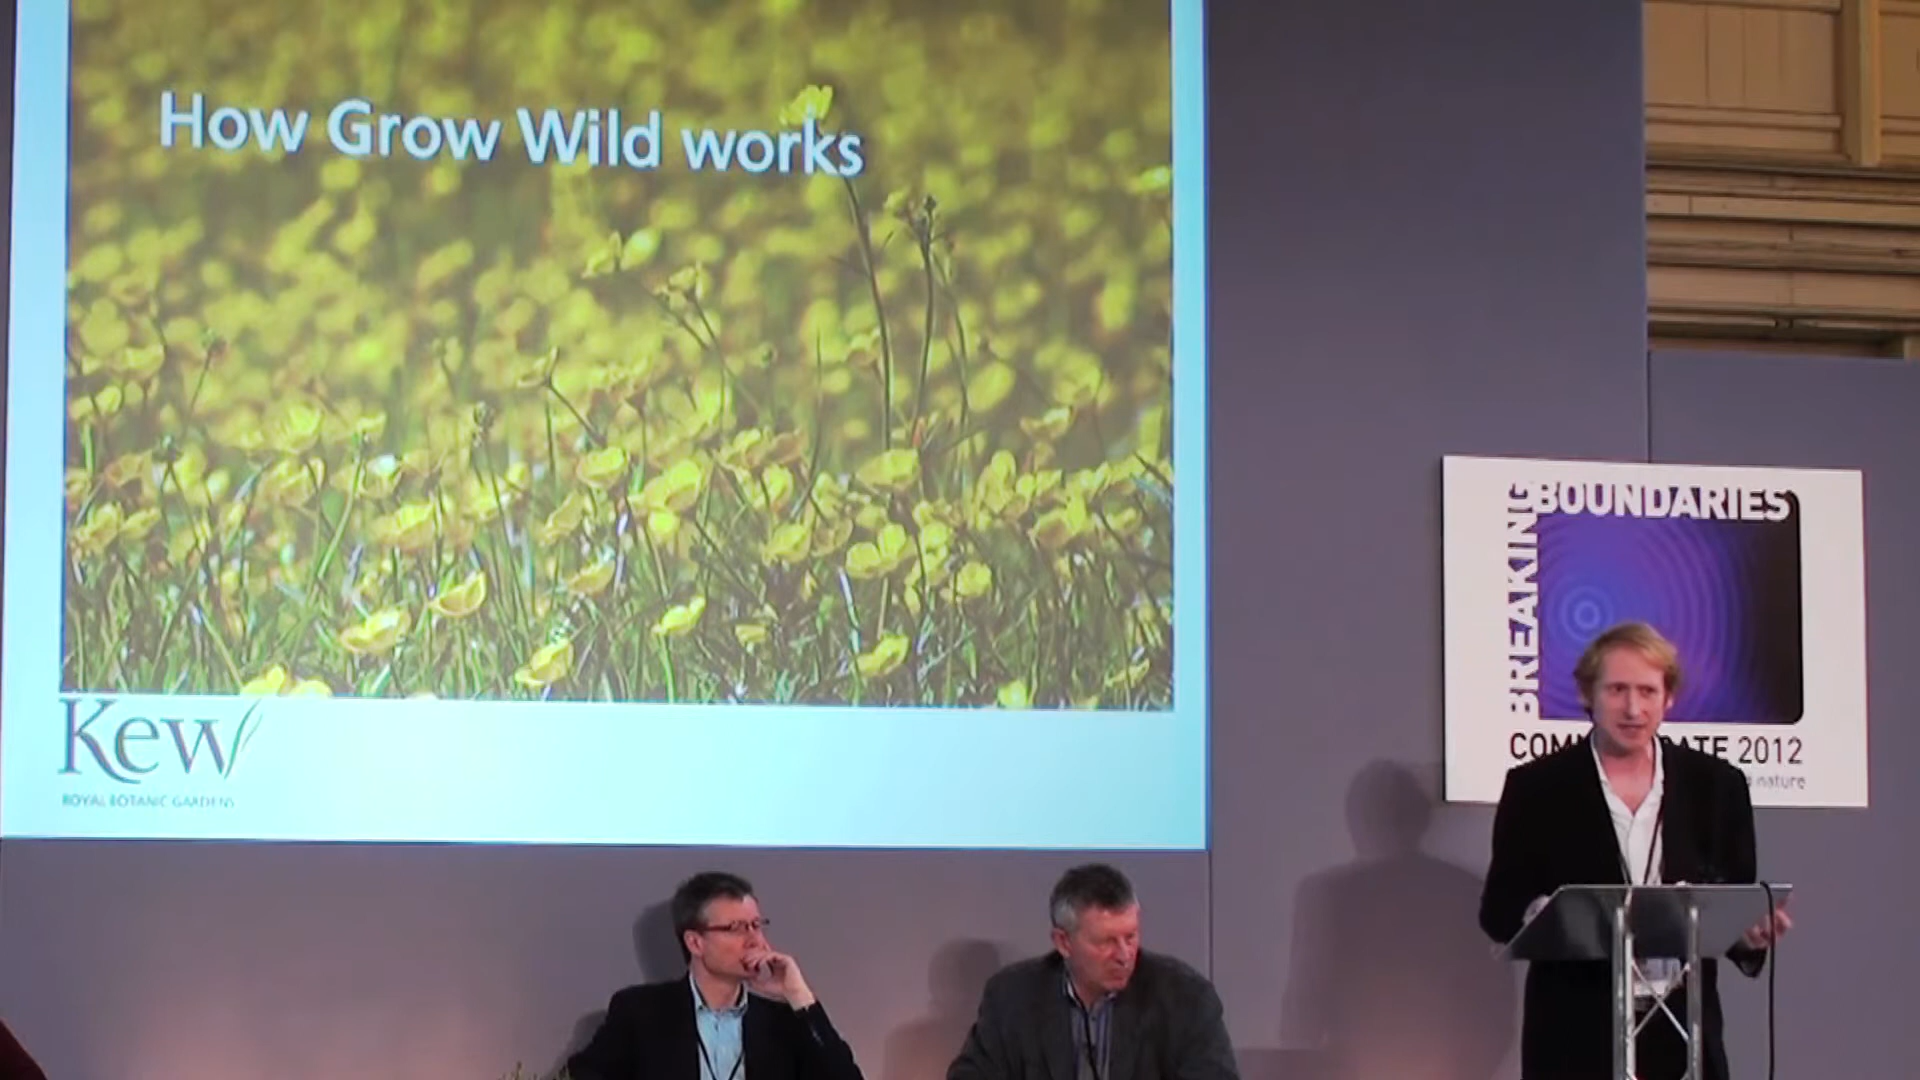 How Grow Wild works
Kew
ROYAL BOTANIC GARDENS
BREAKING
BOUNDARIES
2012
nature